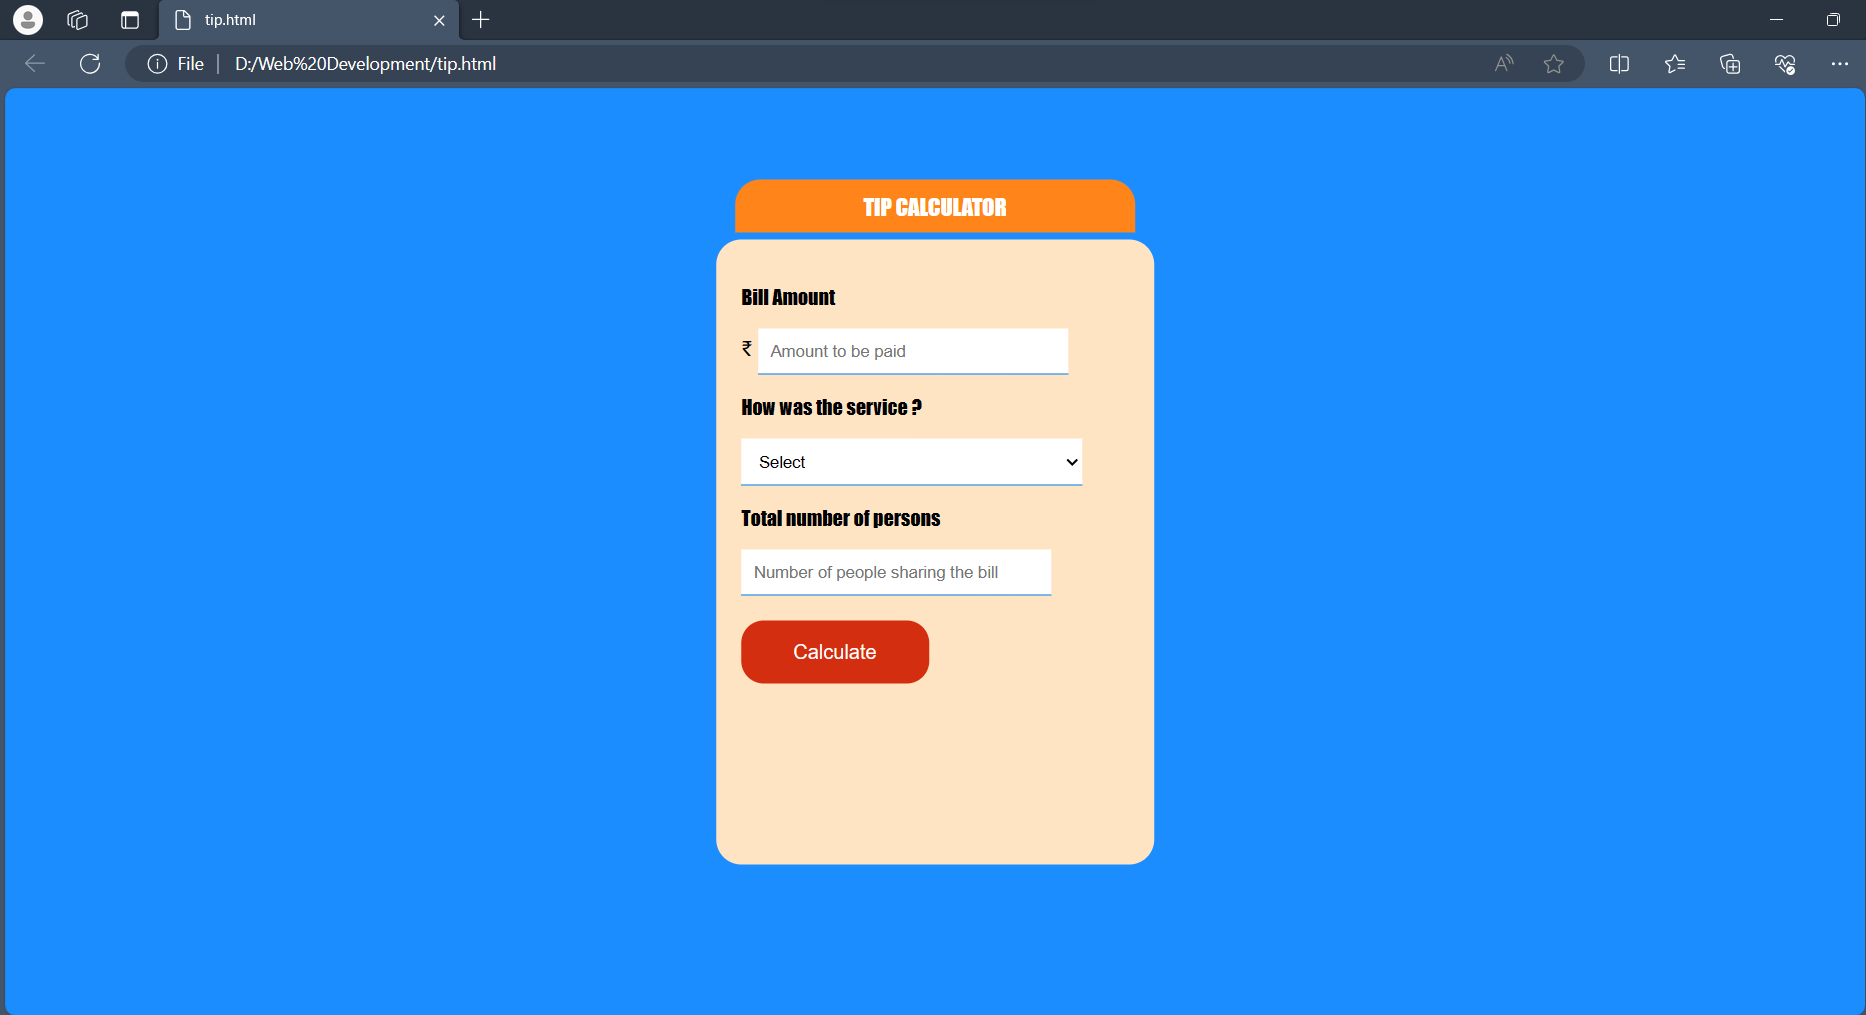 tip.html
File | D:/Web%20Development/tip.html
TIP CALCULATOR
Bill Amount
₹ Amount to be paid
How was the service ?
Select
Total number of persons
Number of people sharing the bill
Calculate